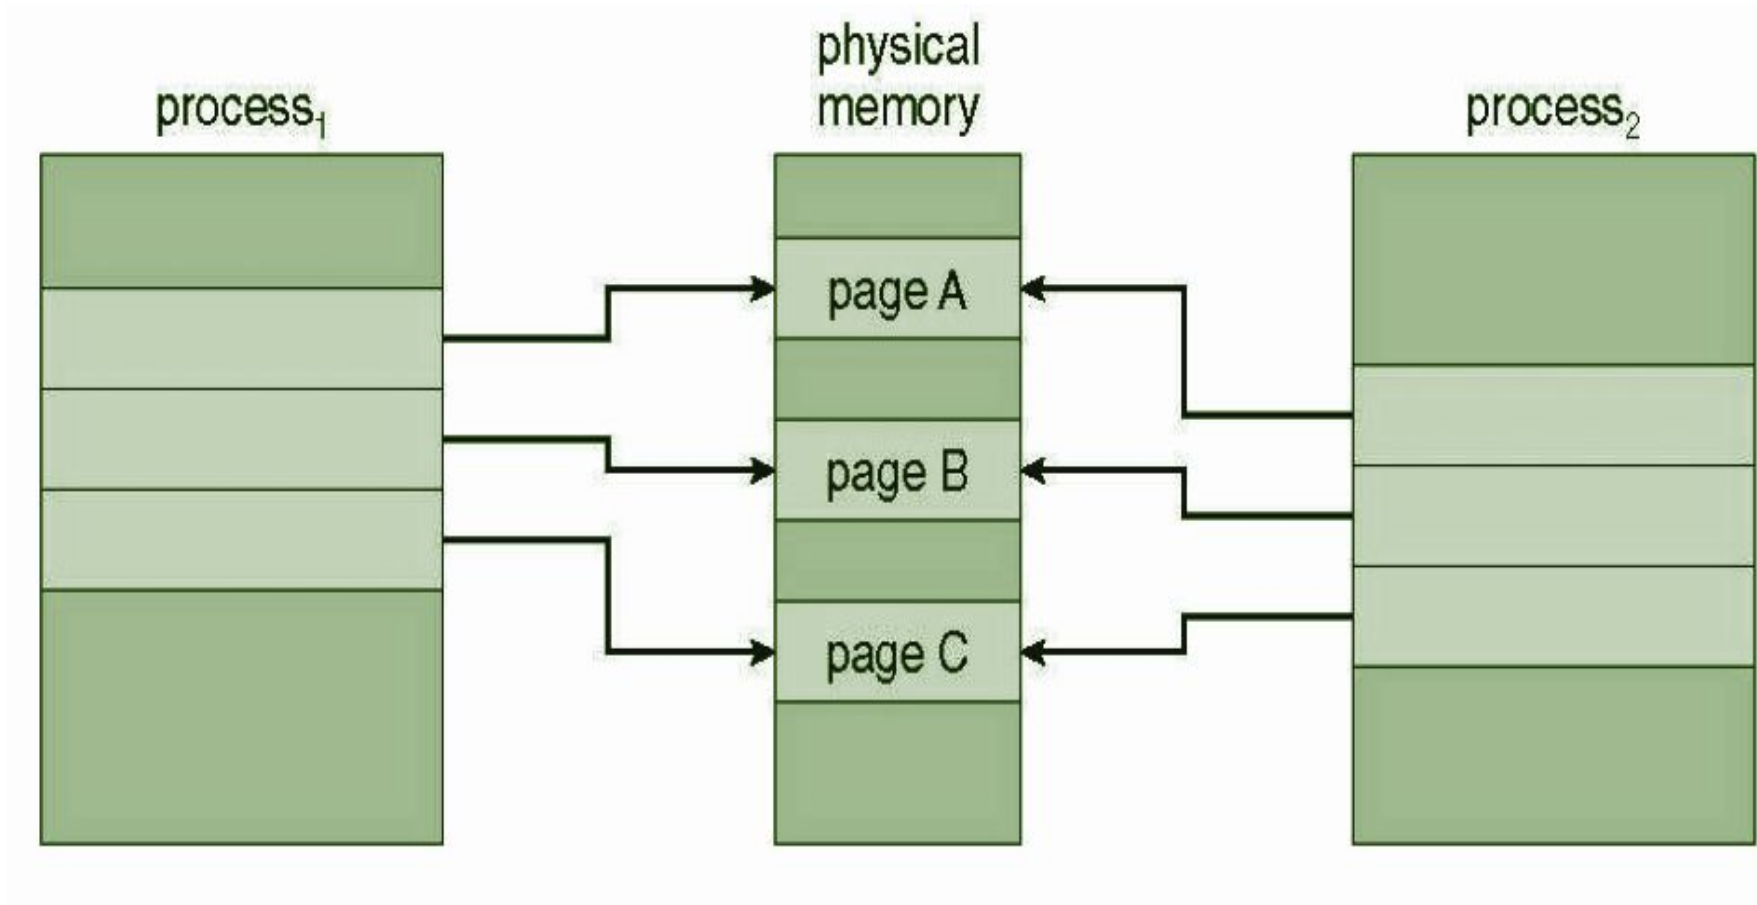 process₁
physical
memory
process₂
page A
page B
page C